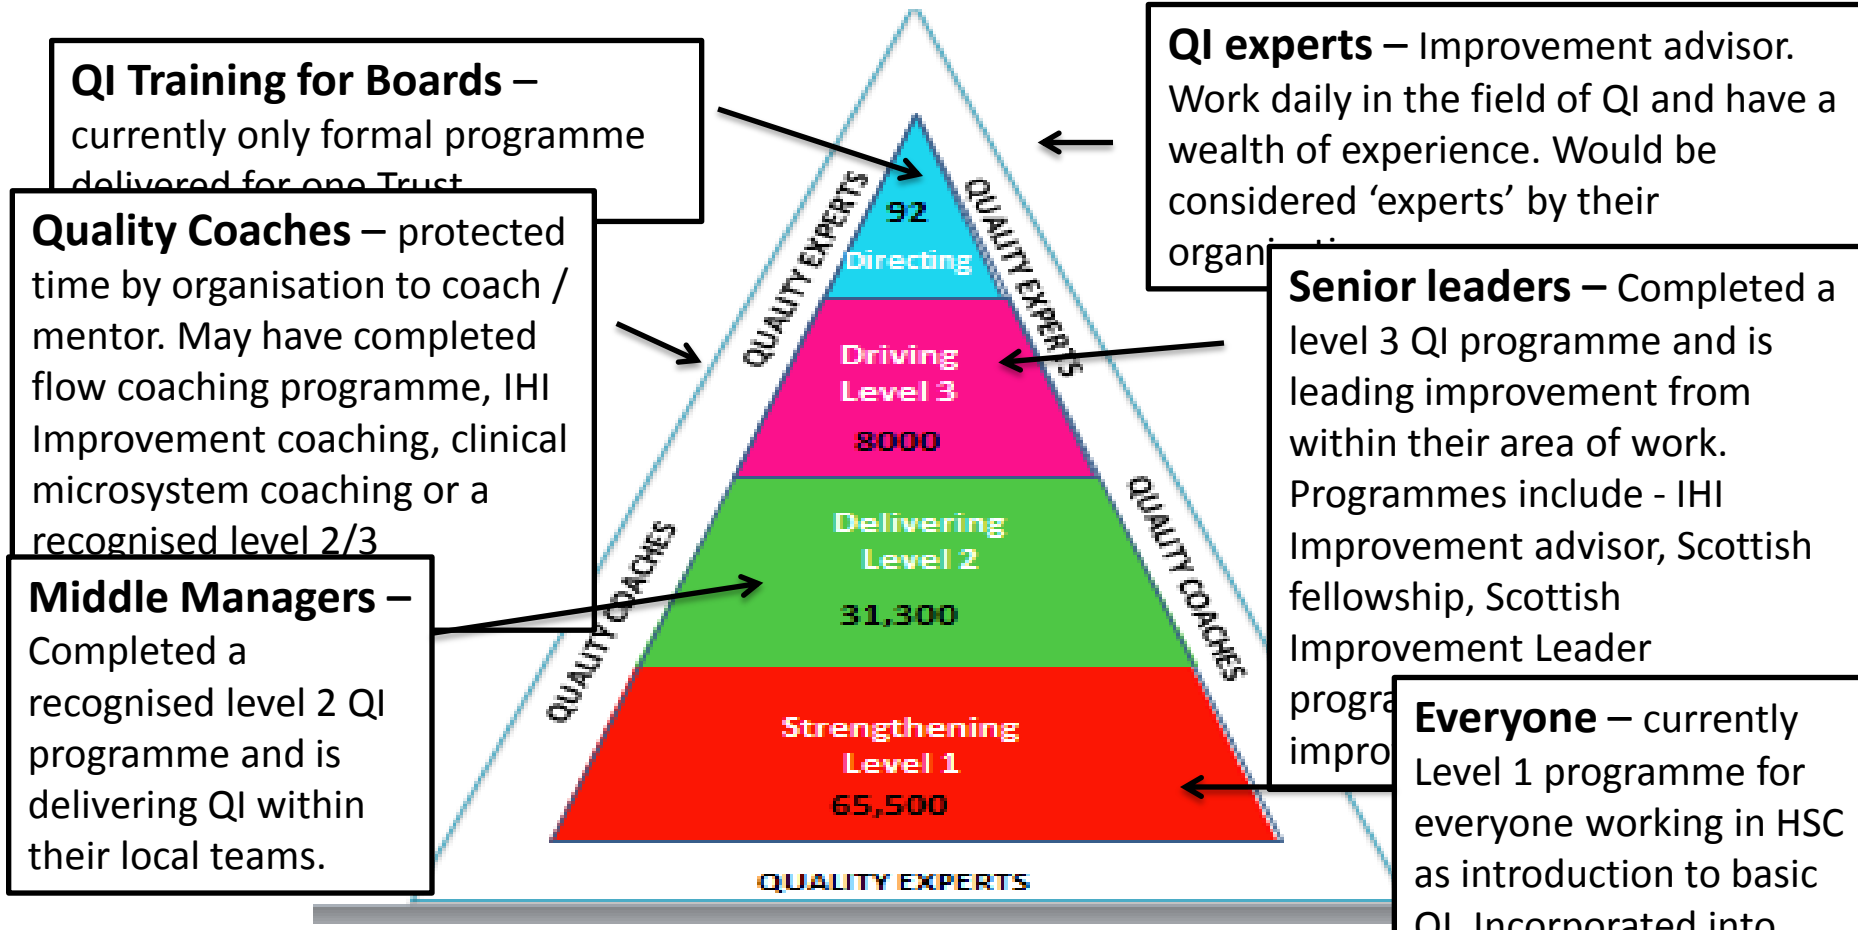 QI Training for Boards –
currently only formal programme
delivered for one Trust
Quality Coaches – protected
time by organisation to coach /
mentor. May have completed
flow coaching programme, IHI
Improvement coaching, clinical
microsystem coaching or a
recognised level 2/3
Middle Managers –
Completed a
recognised level 2 QI
programme and is
delivering QI within
their local teams.
QUALITY EXPERTS
QUALITY COACHES
92
Directing
Driving
Level 3
8000
Delivering
Level 2
31,300
Strengthening
Level 1
65,500
QUALITY EXPERTS
QUALITY EXPERTS
QUALITY COACHES
QI experts – Improvement advisor.
Work daily in the field of QI and have a
wealth of experience. Would be
considered ‘experts’ by their
Senior leaders – Completed a
level 3 QI programme and is
leading improvement from
within their area of work.
Programmes include - IHI
Improvement advisor, Scottish
fellowship, Scottish
Improvement Leader
Everyone – currently
Level 1 programme for
everyone working in HSC
as introduction to basic
QI. Incorporated into